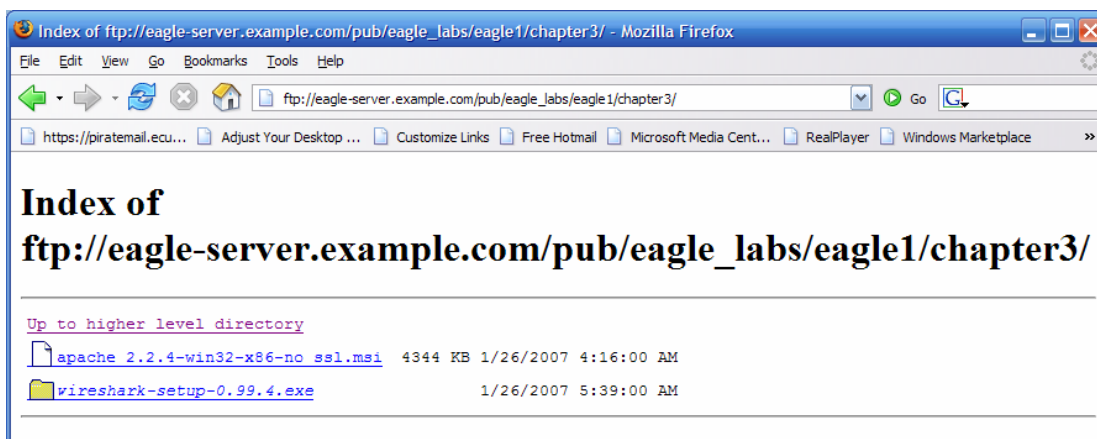 Index of ftp://eagle-server.example.com/pub/eagle_labs/eagle1/chapter3/ - Mozilla Firefox
File Edit View Go Bookmarks Tools Help
ftp://eagle-server.example.com/pub/eagle_labs/eagle1/chapter3/ Go G
https://piratemail.ecu... Adjust Your Desktop ... Customize Links Free Hotmail Microsoft Media Cent... RealPlayer Windows Marketplace »
Index of
ftp://eagle-server.example.com/pub/eagle_labs/eagle1/chapter3/
Up to higher level directory
apache_2.2.4-win32-x86-no_ssl.msi 4344 KB 1/26/2007 4:16:00 AM
wireshark-setup-0.99.4.exe 1/26/2007 5:39:00 AM